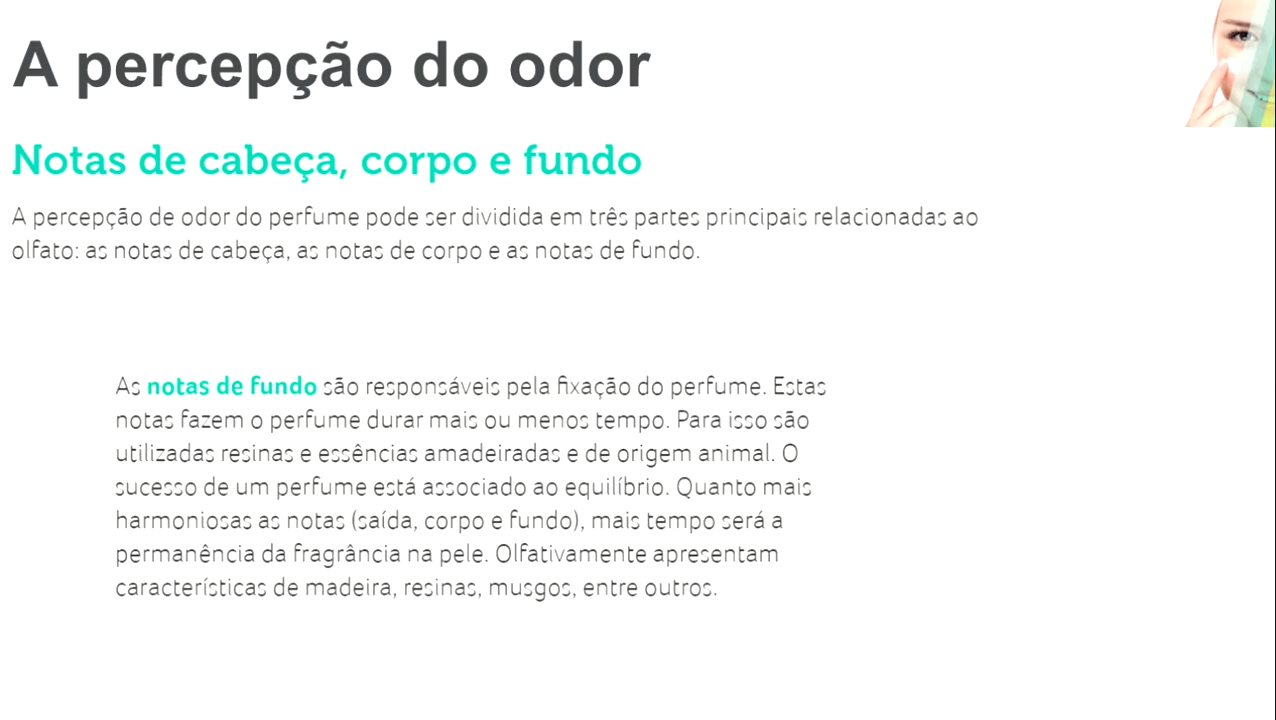 A percepção do odor
Notas de cabeça, corpo e fundo
A percepção de odor do perfume pode ser dividida em três partes principais relacionadas ao
olfato: as notas de cabeça, as notas de corpo e as notas de fundo.
As notas de fundo são responsáveis pela fixação do perfume. Estas
notas fazem o perfume durar mais ou menos tempo. Para isso são
utilizadas resinas e essências amadeiradas e de origem animal. O
sucesso de um perfume está associado ao equilíbrio. Quanto mais
harmoniosas as notas (saída, corpo e fundo), mais tempo será a
permanência da fragrância na pele. Olfativamente apresentam
características de madeira, resinas, musgos, entre outros.